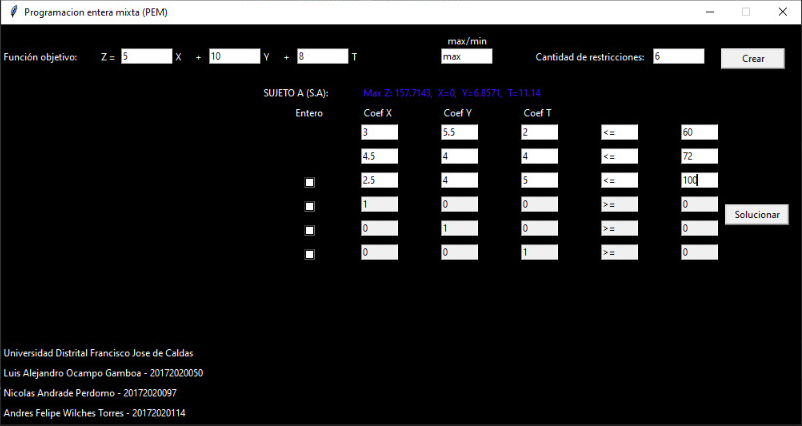 Programacion entera mixta (PEM)
max/min
Función objetivo: Z = 5 X + 10 Y + 8 T max Cantidad de restricciones: 6 Crear
SUJETO A (S.A): Max Z: 157.7143, X=0, Y=6.8571, T=11.14
Entero Coef X Coef Y Coef T
3 5.5 2 <= 60
4.5 4 4 <= 72
2.5 4 5 <= 100
1 0 0 >= 0
Solucionar
0 1 0 >= 0
0 0 1 >= 0
Universidad Distrital Francisco Jose de Caldas
Luis Alejandro Ocampo Gamboa - 20172020050
Nicolas Andrade Perdomo - 20172020097
Andres Felipe Wilches Torres - 20172020114